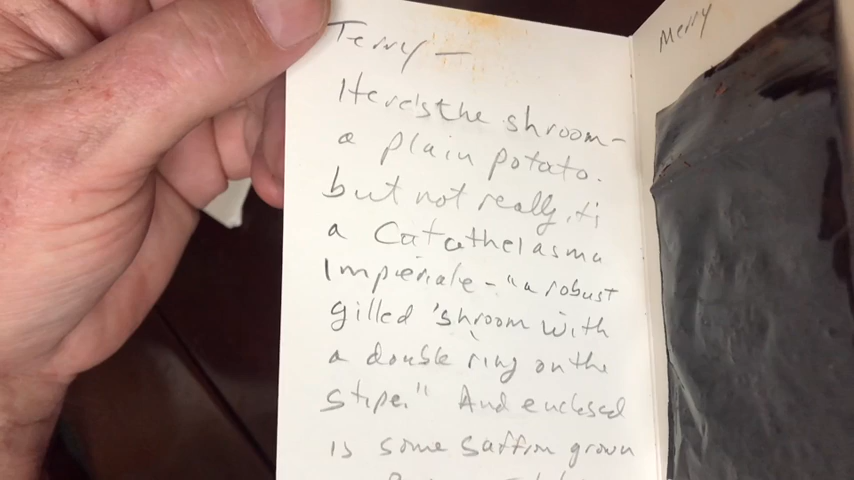 Terry —
Here's the shroom -
a plain potato.
but not really, ti
a Catathelasma
Imperiale - "a robust
gilled 'shroom with
a double ring on the
stipe." And enclosed
is some saffron grown
Merry